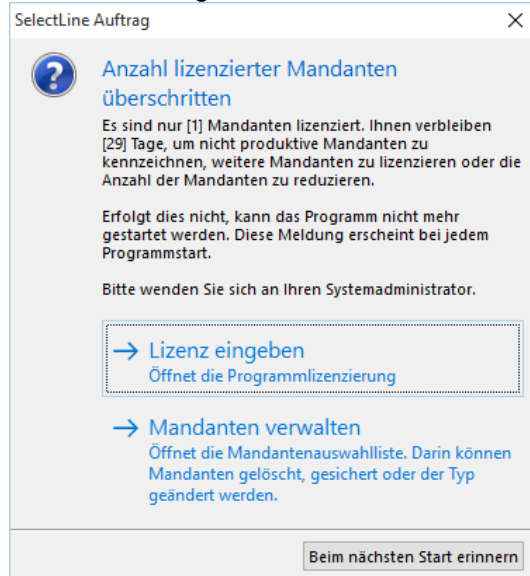 SelectLine Auftrag
Anzahl lizenzierter Mandanten
überschritten
Es sind nur [1] Mandanten lizenziert. Ihnen verbleiben
[29] Tage, um nicht produktive Mandanten zu
kennzeichnen, weitere Mandanten zu lizenzieren oder die
Anzahl der Mandanten zu reduzieren.
Erfolgt dies nicht, kann das Programm nicht mehr
gestartet werden. Diese Meldung erscheint bei jedem
Programmstart.
Bitte wenden Sie sich an Ihren Systemadministrator.
Lizenz eingeben
Öffnet die Programmlizenzierung
Mandanten verwalten
Öffnet die Mandantenauswahlliste. Darin können
Mandanten gelöscht, gesichert oder der Typ
geändert werden.
Beim nächsten Start erinnern